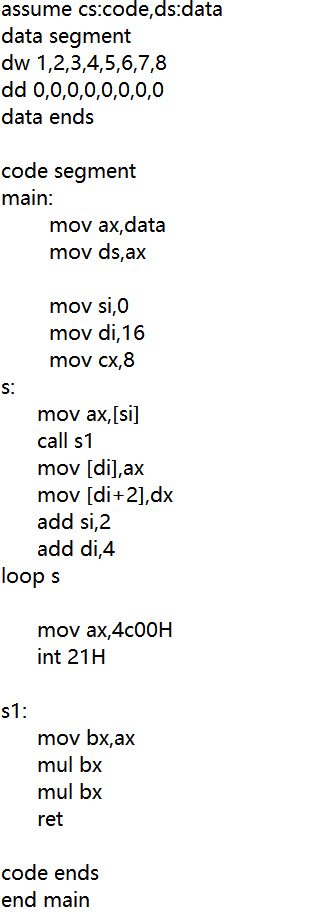 assume cs:code,ds:data
data segment
dw 1,2,3,4,5,6,7,8
dd 0,0,0,0,0,0,0,0
data ends

code segment
main:
        mov ax,data
        mov ds,ax

        mov si,0
        mov di,16
        mov cx,8
s:
      mov ax,[si]
      call s1
      mov [di],ax
      mov [di+2],dx
      add si,2
      add di,4
loop s

      mov ax,4c00H
      int 21H

s1:
      mov bx,ax
      mul bx
      mul bx
      ret

code ends
end main